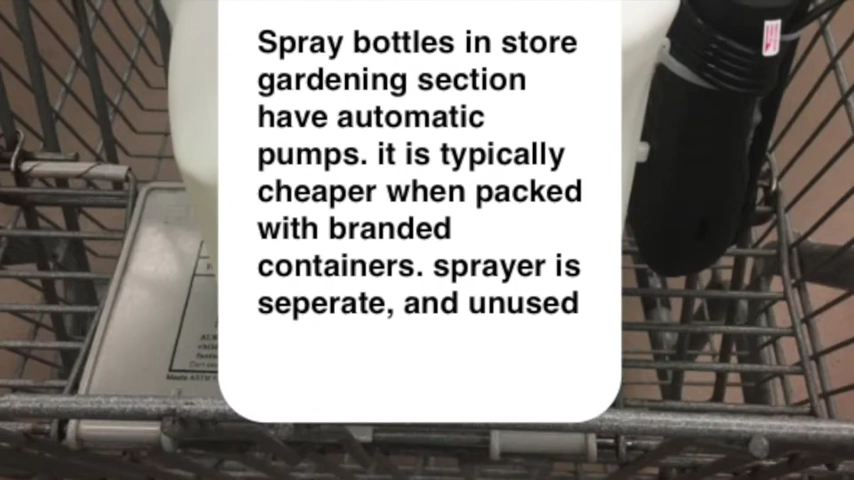 Spray bottles in store
gardening section
have automatic
pumps. it is typically
cheaper when packed
with branded
containers. sprayer is
seperate, and unused